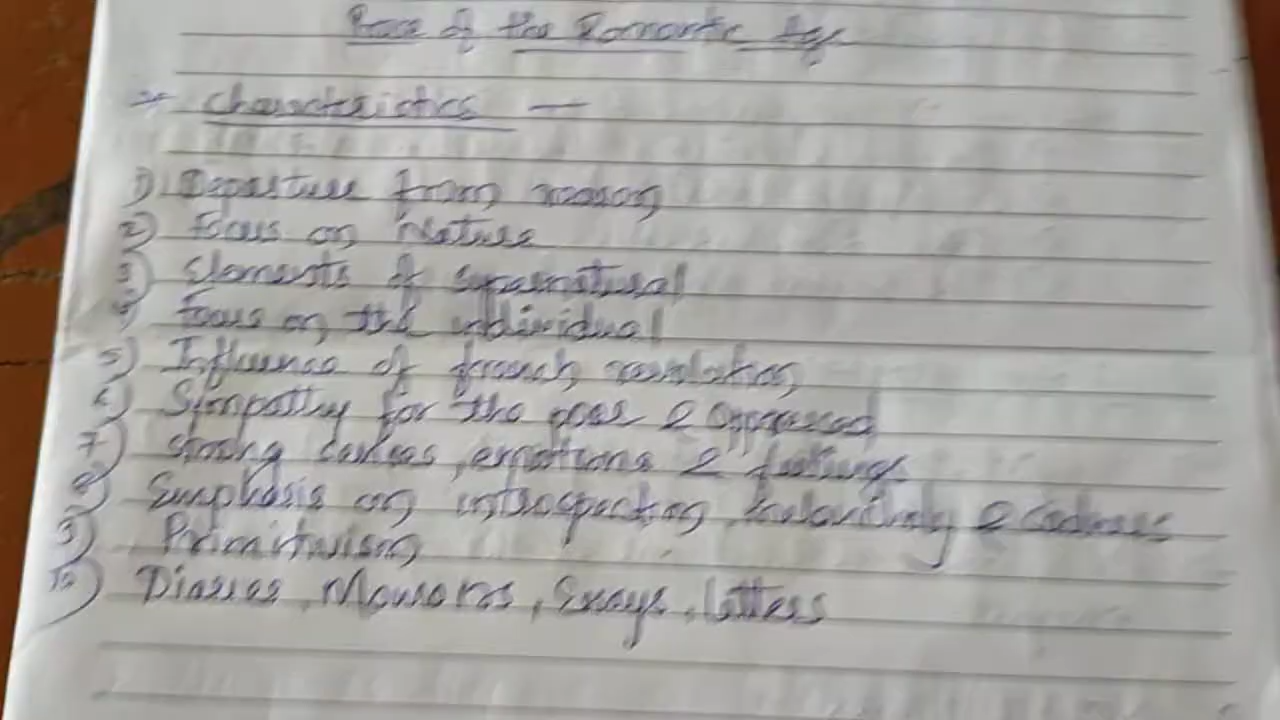 Prose of the Romantic Age
* Characteristics —
1) Departure from reason
2) Focus on Nature
3) Elements of supernatural
4) Focus on the individual
5) Influence of french revolution
6) Sympathy for the poor & oppressed
7) strong senses, emotions & feelings
8) Emphasis on introspection, melancholy & sadness
9) Primitivism
10) Diaries, Memoirs, Essays, letters